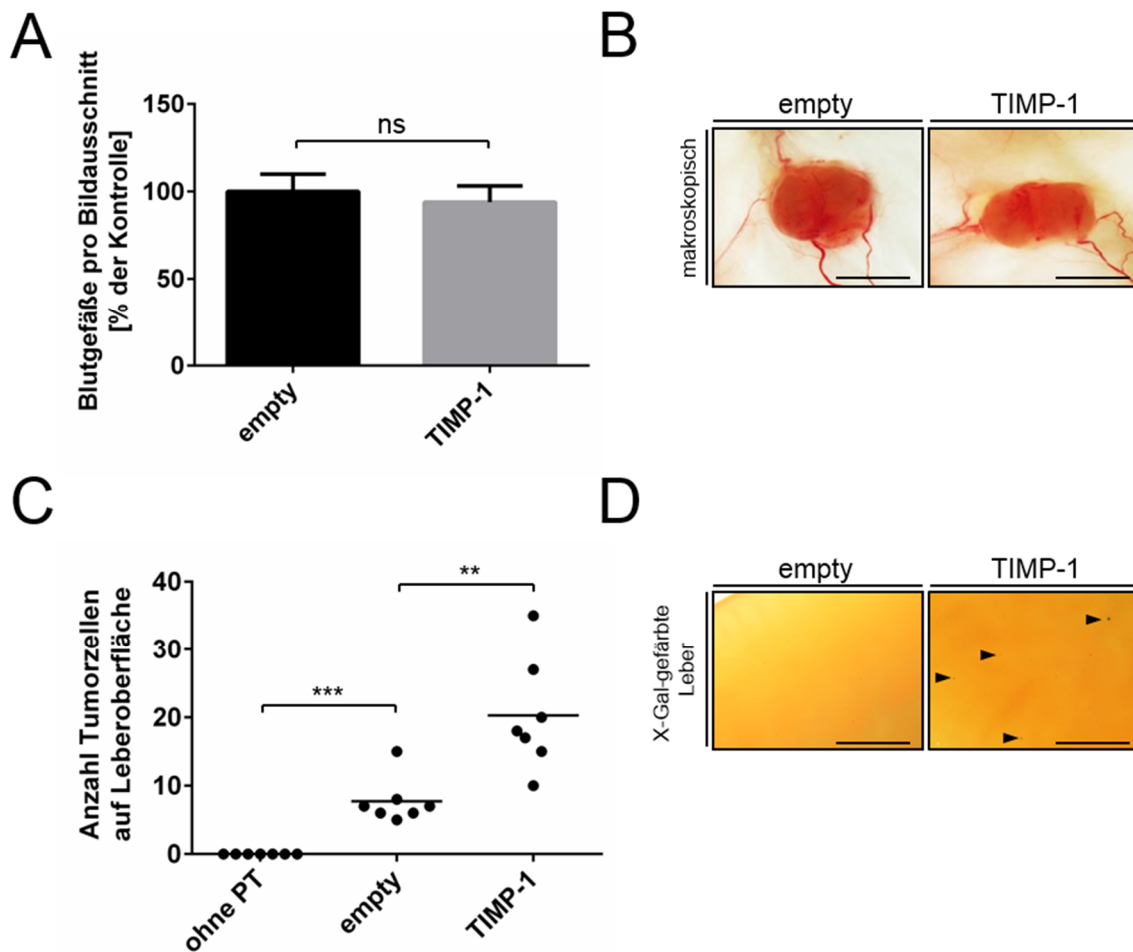 A
Blutgefäße pro Bildausschnitt
[% der Kontrolle]
150
100
50
0
ns
empty
TIMP-1
B
empty
TIMP-1
makroskopisch
C
Anzahl Tumorzellen
auf Leberoberfläche
40
30
20
10
0
***
**
ohne PT
empty
TIMP-1
D
empty
TIMP-1
X-Gal-gefärbte
Leber